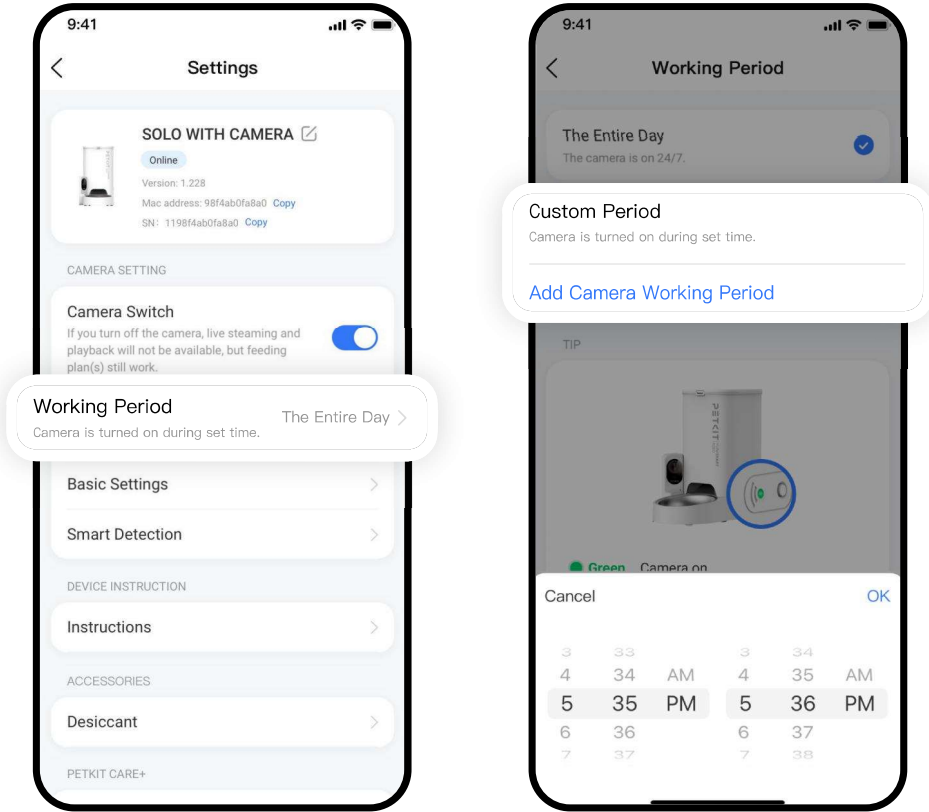 9:41
Settings
SOLO WITH CAMERA
Online
Version: 1.228
Mac address: 98f4ab0fa8a0 Copy
SN: 1198f4ab0fa8a0 Copy
CAMERA SETTING
Camera Switch
If you turn off the camera, live steaming and
playback will not be available, but feeding
plan(s) still work.
Working Period
The Entire Day
Camera is turned on during set time.
Basic Settings
Smart Detection
DEVICE INSTRUCTION
Instructions
ACCESSORIES
Desiccant
PETKIT CARE+
9:41
Working Period
The Entire Day
The camera is on 24/7.
Custom Period
Camera is turned on during set time.
Add Camera Working Period
TIP
PETKIT
Green Camera on
Cancel OK
3 33 3 34
4 34 AM 4 35 AM
5 35 PM 5 36 PM
6 36 6 37
7 37 7 38